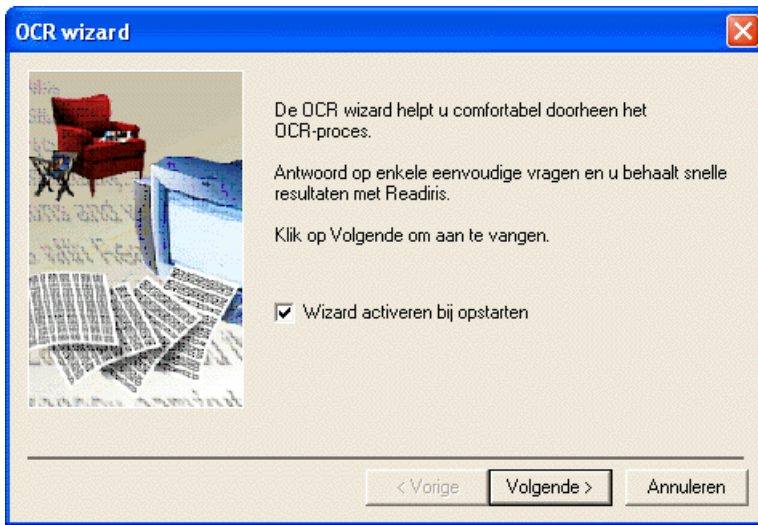 OCR wizard
De OCR wizard helpt u comfortabel doorheen het
OCR-proces.
Antwoord op enkele eenvoudige vragen en u behaalt snelle
resultaten met Readiris.
Klik op Volgende om aan te vangen.
Wizard activeren bij opstarten
< Vorige
Volgende >
Annuleren